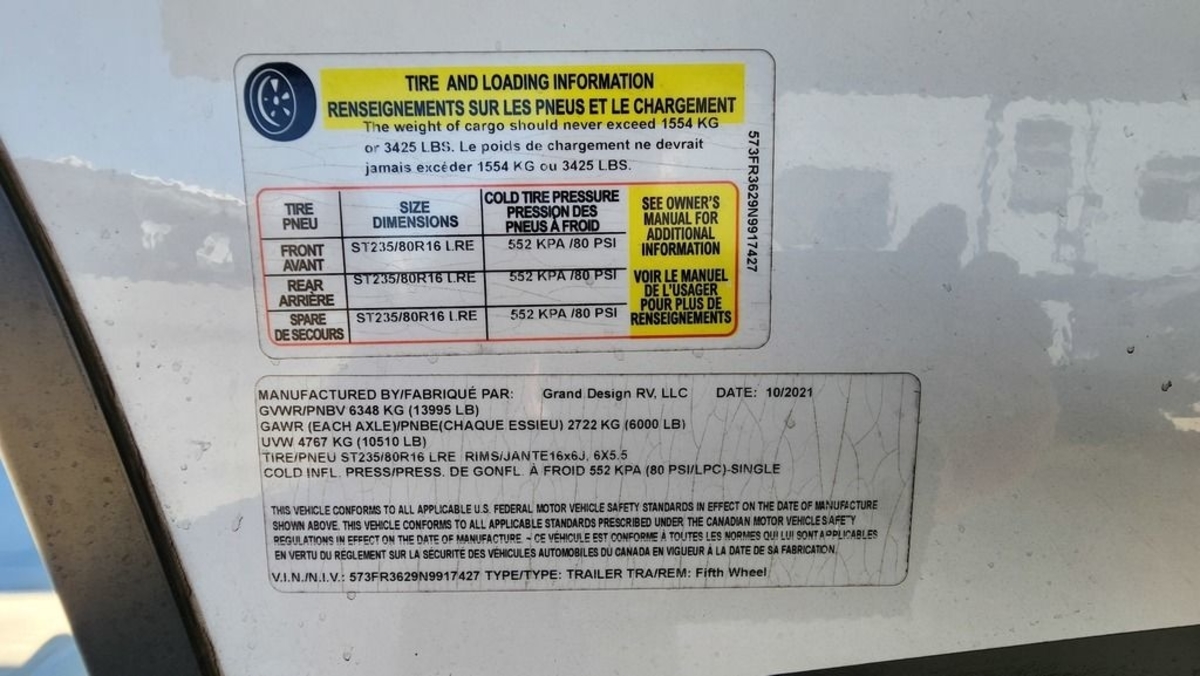 TIRE AND LOADING INFORMATION
RENSEIGNEMENTS SUR LES PNEUS ET LE CHARGEMENT
The weight of cargo should never exceed 1554 KG
or 3425 LBS. Le poids de chargement ne devrait
jamais excéder 1554 KG ou 3425 LBS.
573FR3629N9917427
TIRE PNEU SIZE DIMENSIONS COLD TIRE PRESSURE PRESSION DES PNEUS À FROID
FRONT AVANT ST235/80R16 LRE 552 KPA /80 PSI
REAR ARRIÈRE ST235/80R16 LRE 552 KPA /80 PSI
SPARE DE SECOURS ST235/80R16 LRE 552 KPA /80 PSI
SEE OWNER'S
MANUAL FOR
ADDITIONAL
INFORMATION
VOIR LE MANUEL
DE L'USAGER
POUR PLUS DE
RENSEIGNEMENTS
MANUFACTURED BY/FABRIQUÉ PAR: Grand Design RV, LLC DATE: 10/2021
GVWR/PNBV 6348 KG (13995 LB)
GAWR (EACH AXLE)/PNBE(CHAQUE ESSIEU) 2722 KG (6000 LB)
UVW 4767 KG (10510 LB)
TIRE/PNEU ST235/80R16 LRE RIMS/JANTE16x6J, 6X5.5
COLD INFL. PRESS/PRESS. DE GONFL. À FROID 552 KPA (80 PSI/LPC)-SINGLE
THIS VEHICLE CONFORMS TO ALL APPLICABLE U.S. FEDERAL MOTOR VEHICLE SAFETY STANDARDS IN EFFECT ON THE DATE OF MANUFACTURE
SHOWN ABOVE. THIS VEHICLE CONFORMS TO ALL APPLICABLE STANDARDS PRESCRIBED UNDER THE CANADIAN MOTOR VEHICLE SAFETY
REGULATIONS IN EFFECT ON THE DATE OF MANUFACTURE. - CE VÉHICULE EST CONFORME À TOUTES LES NORMES QUI LUI SONT APPLICABLES
EN VERTU DU RÈGLEMENT SUR LA SÉCURITÉ DES VÉHICULES AUTOMOBILES DU CANADA EN VIGUEUR À LA DATE DE SA FABRICATION.
V.I.N./N.I.V.: 573FR3629N9917427 TYPE/TYPE: TRAILER TRA/REM: Fifth Wheel